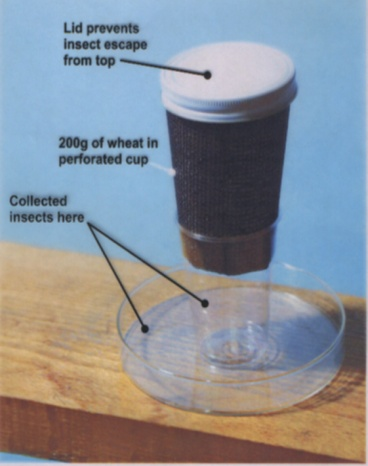 Lid prevents
insect escape
from top
200g of wheat in
perforated cup
Collected
insects here